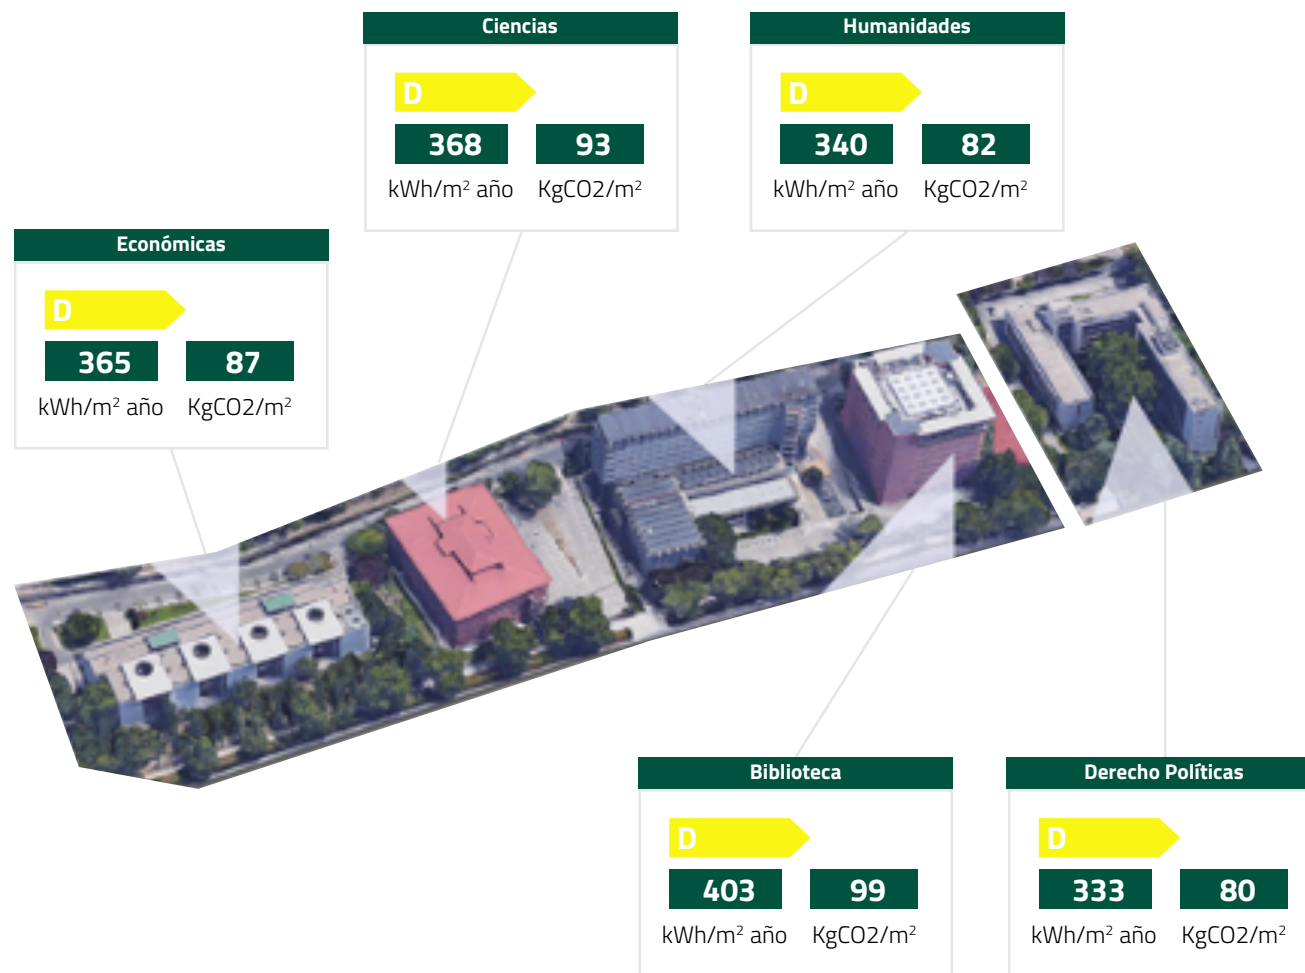 Ciencias
D
368 93
kWh/m² año KgCO2/m²
Humanidades
D
340 82
kWh/m² año KgCO2/m²
Económicas
D
365 87
kWh/m² año KgCO2/m²
Biblioteca
D
403 99
kWh/m² año KgCO2/m²
Derecho Políticas
D
333 80
kWh/m² año KgCO2/m²